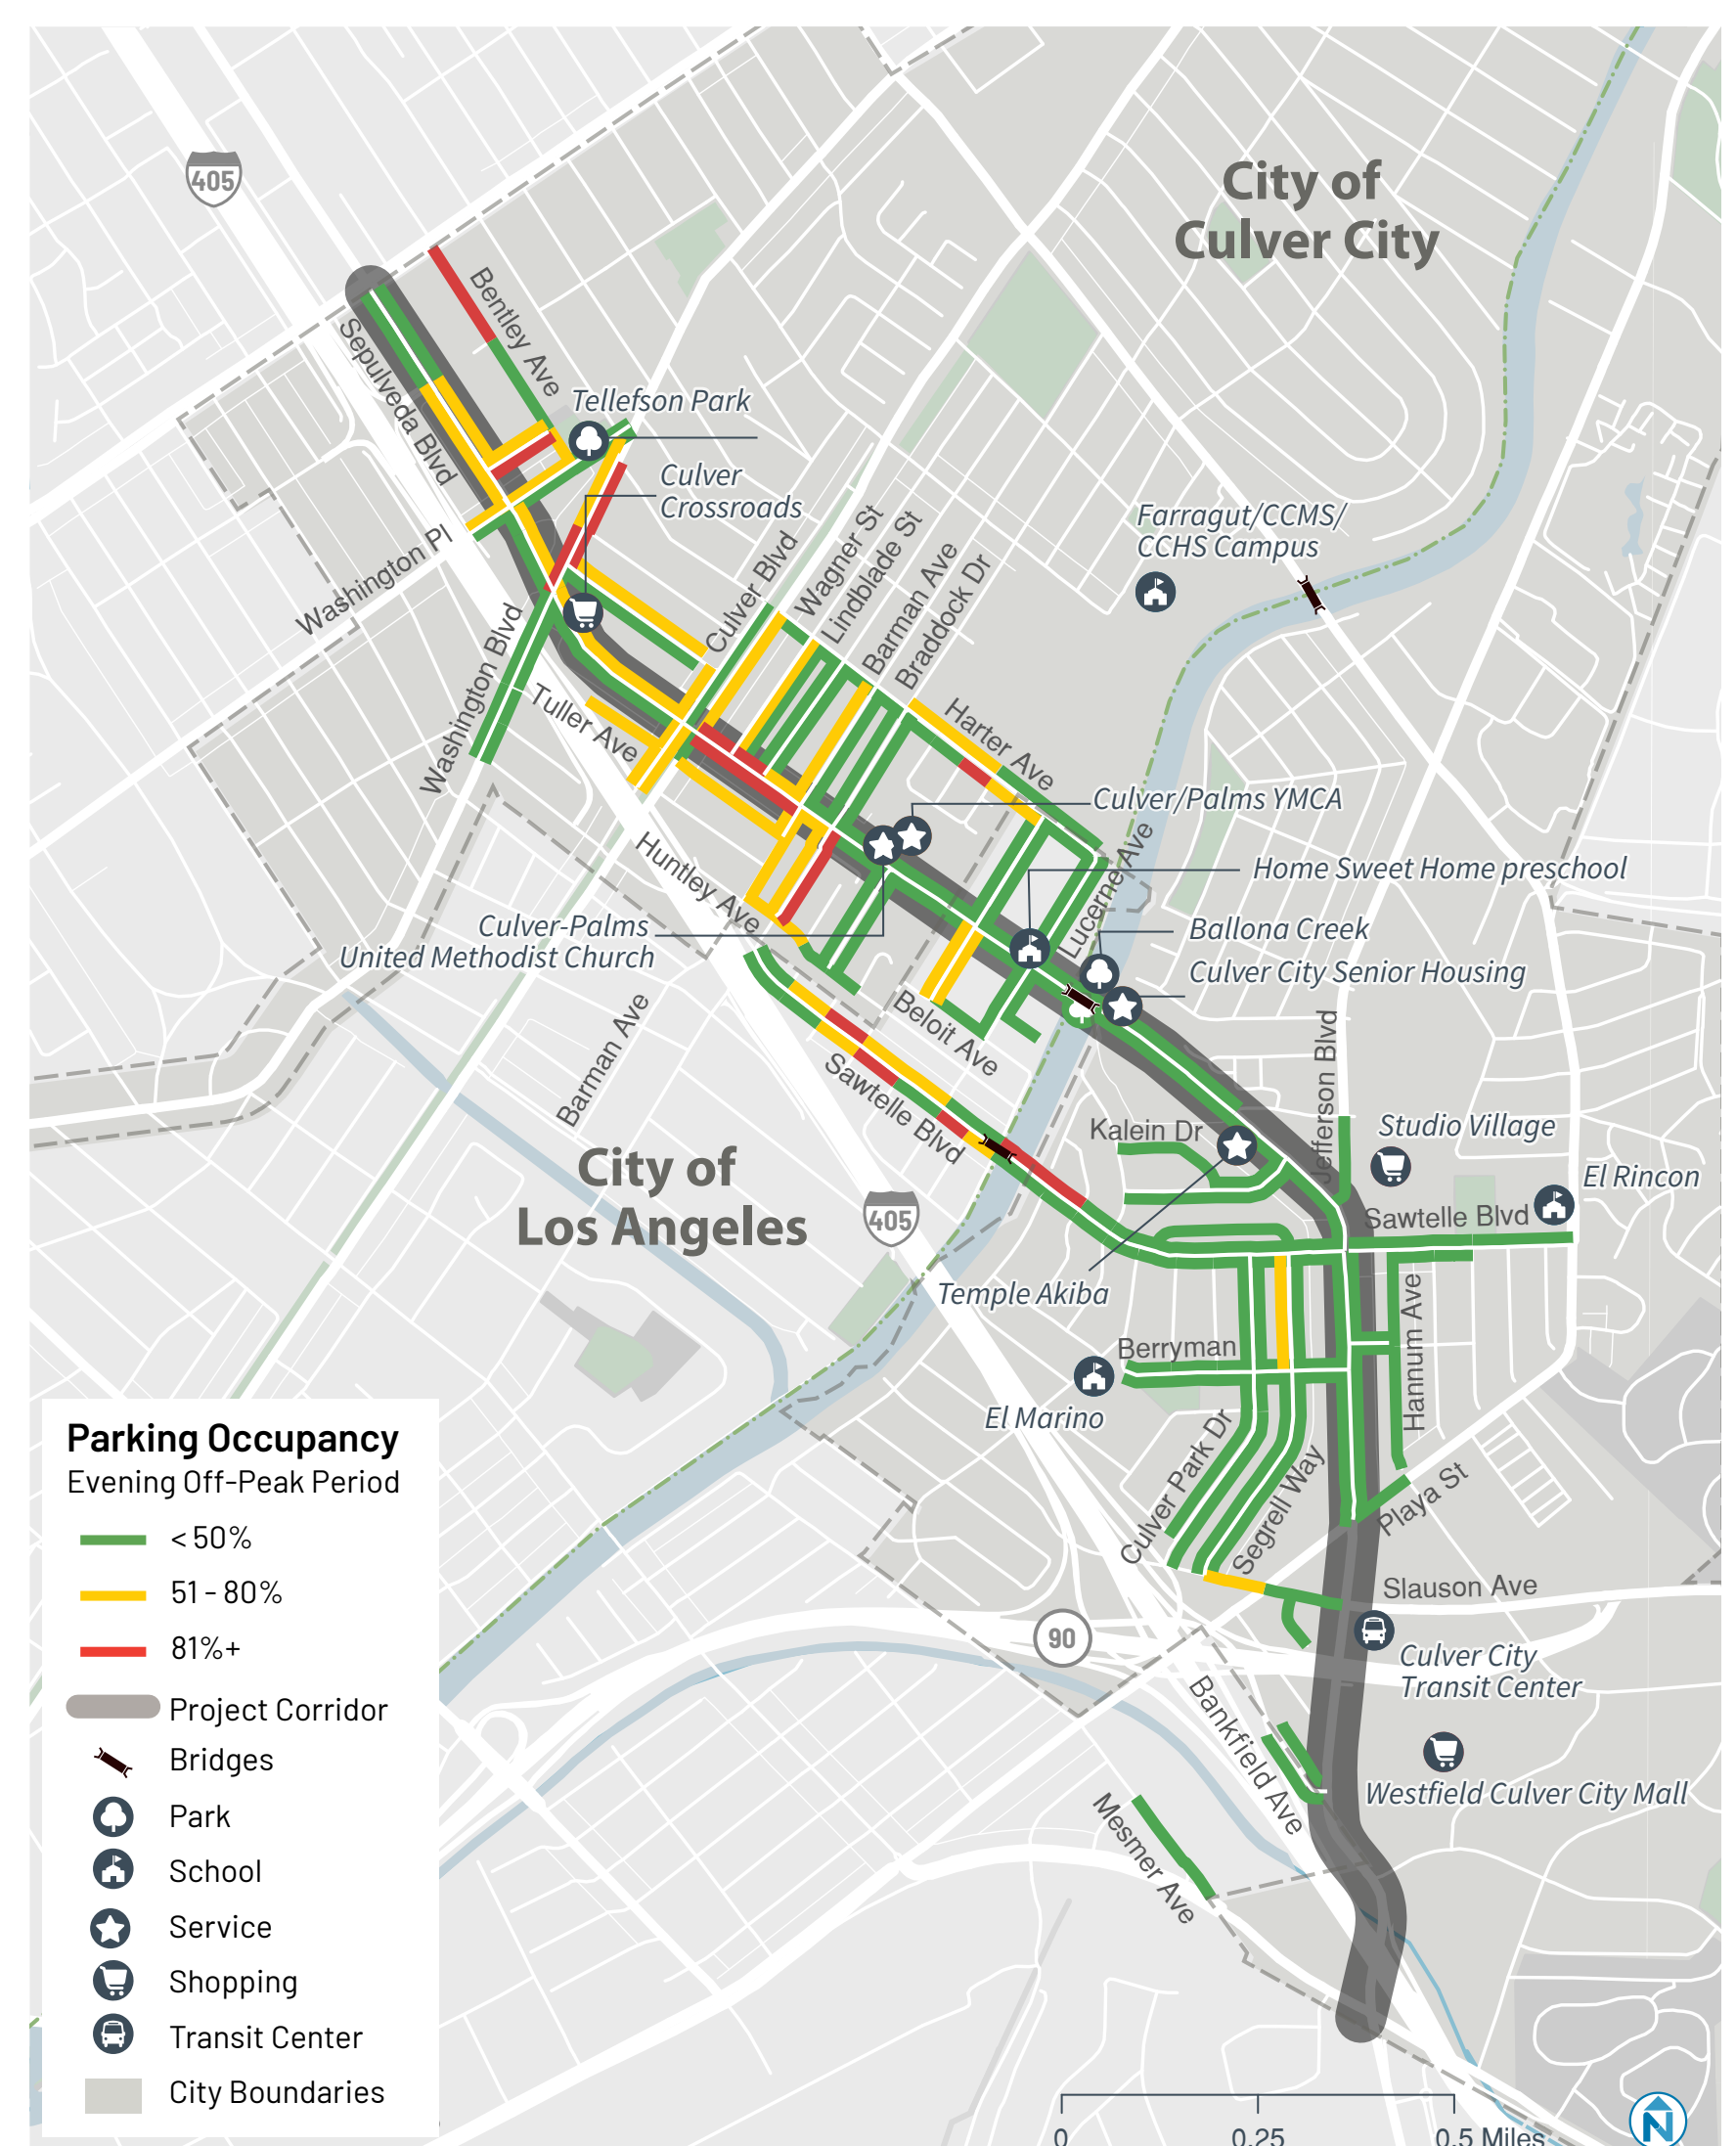 City of
Culver City
405
Bentley Ave
Sepulveda Blvd
Tellefson Park
Culver
Crossroads
Farragut/CCMS/
CCHS Campus
Washington Pl
Culver Blvd
Wagner St
Lindblade St
Barman Ave
Braddock Dr
Washington Blvd
Tuller Ave
Harter Ave
Culver/Palms YMCA
Huntley Ave
Lucerne Ave
Home Sweet Home preschool
Culver-Palms
United Methodist Church
Ballona Creek
Culver City Senior Housing
Barman Ave
Beloit Ave
Sawtelle Blvd
Jefferson Blvd
Kalein Dr
Studio Village
El Rincon
City of
Los Angeles
405
Sawtelle Blvd
Temple Akiba
Berryman
Hannum Ave
El Marino
Culver Park Dr
Segrell Way
Playa St
Slauson Ave
90
Culver City
Transit Center
Bankfield Ave
Westfield Culver City Mall
Mesmer Ave
Parking Occupancy
Evening Off-Peak Period
< 50%
51 - 80%
81%+
Project Corridor
Bridges
Park
School
Service
Shopping
Transit Center
City Boundaries
0 0.25 0.5 Miles
N